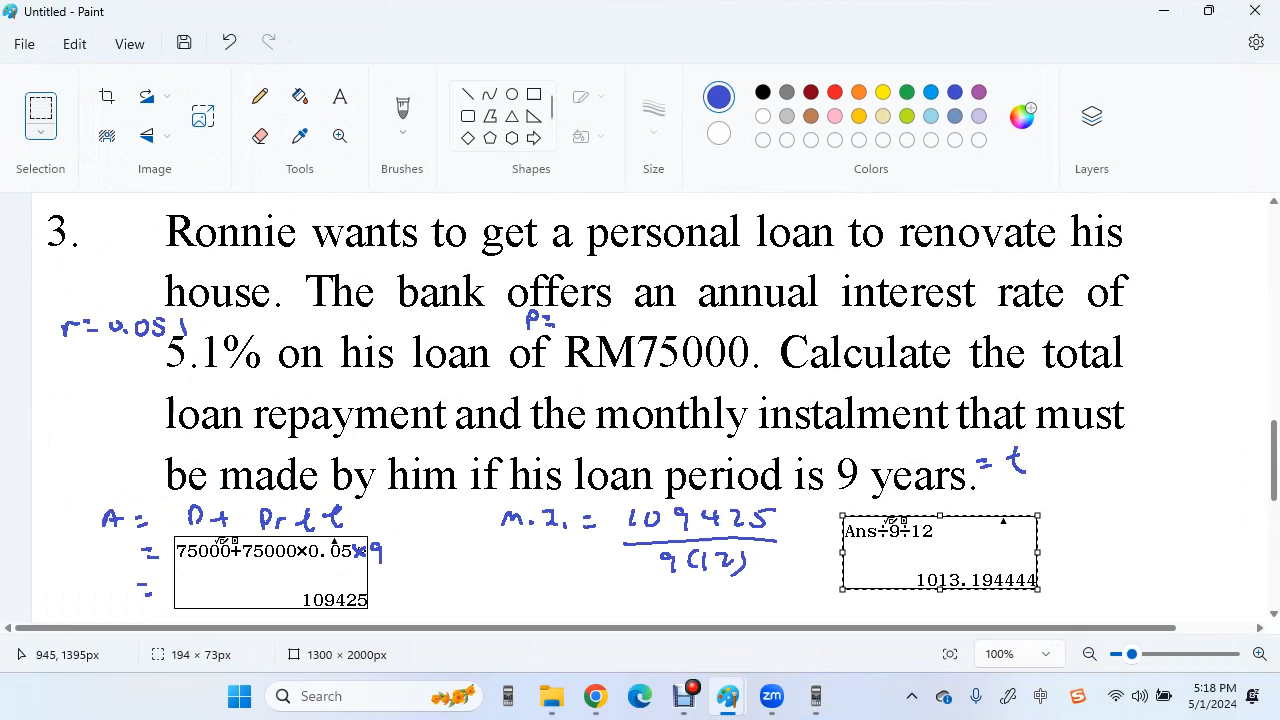 Untitled - Paint
File Edit View
Selection Image Tools Brushes Shapes Size Colors Layers
3. Ronnie wants to get a personal loan to renovate his
house. The bank offers an annual interest rate of
r = 0.051 P =
5.1% on his loan of RM75000. Calculate the total
loan repayment and the monthly instalment that must
be made by him if his loan period is 9 years. = t
A = P + Prt
= 75000+75000×0.05 ×9
= 109425
M.I. = 109425
9(12)
Ans÷9÷12
1013.194444
945, 1395px 194 × 73px 1300 × 2000px 100%
Search zm 中 S 5:18 PM
5/1/2024